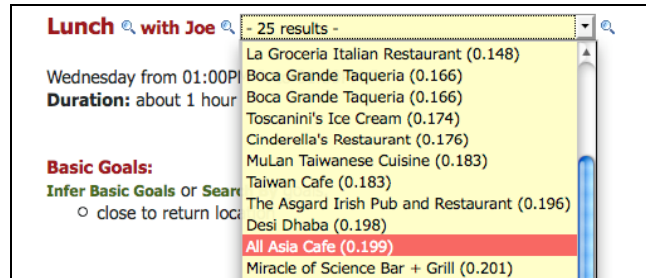 Lunch with Joe - 25 results -
La Groceria Italian Restaurant (0.148)
Wednesday from 01:00P
Boca Grande Taqueria (0.166)
Duration: about 1 hour
Boca Grande Taqueria (0.166)
Toscanini's Ice Cream (0.174)
Cinderella's Restaurant (0.176)
Basic Goals:
MuLan Taiwanese Cuisine (0.183)
Infer Basic Goals or Sear
Taiwan Cafe (0.183)
The Asgard Irish Pub and Restaurant (0.196)
close to return loca
Desi Dhaba (0.198)
All Asia Cafe (0.199)
Miracle of Science Bar + Grill (0.201)